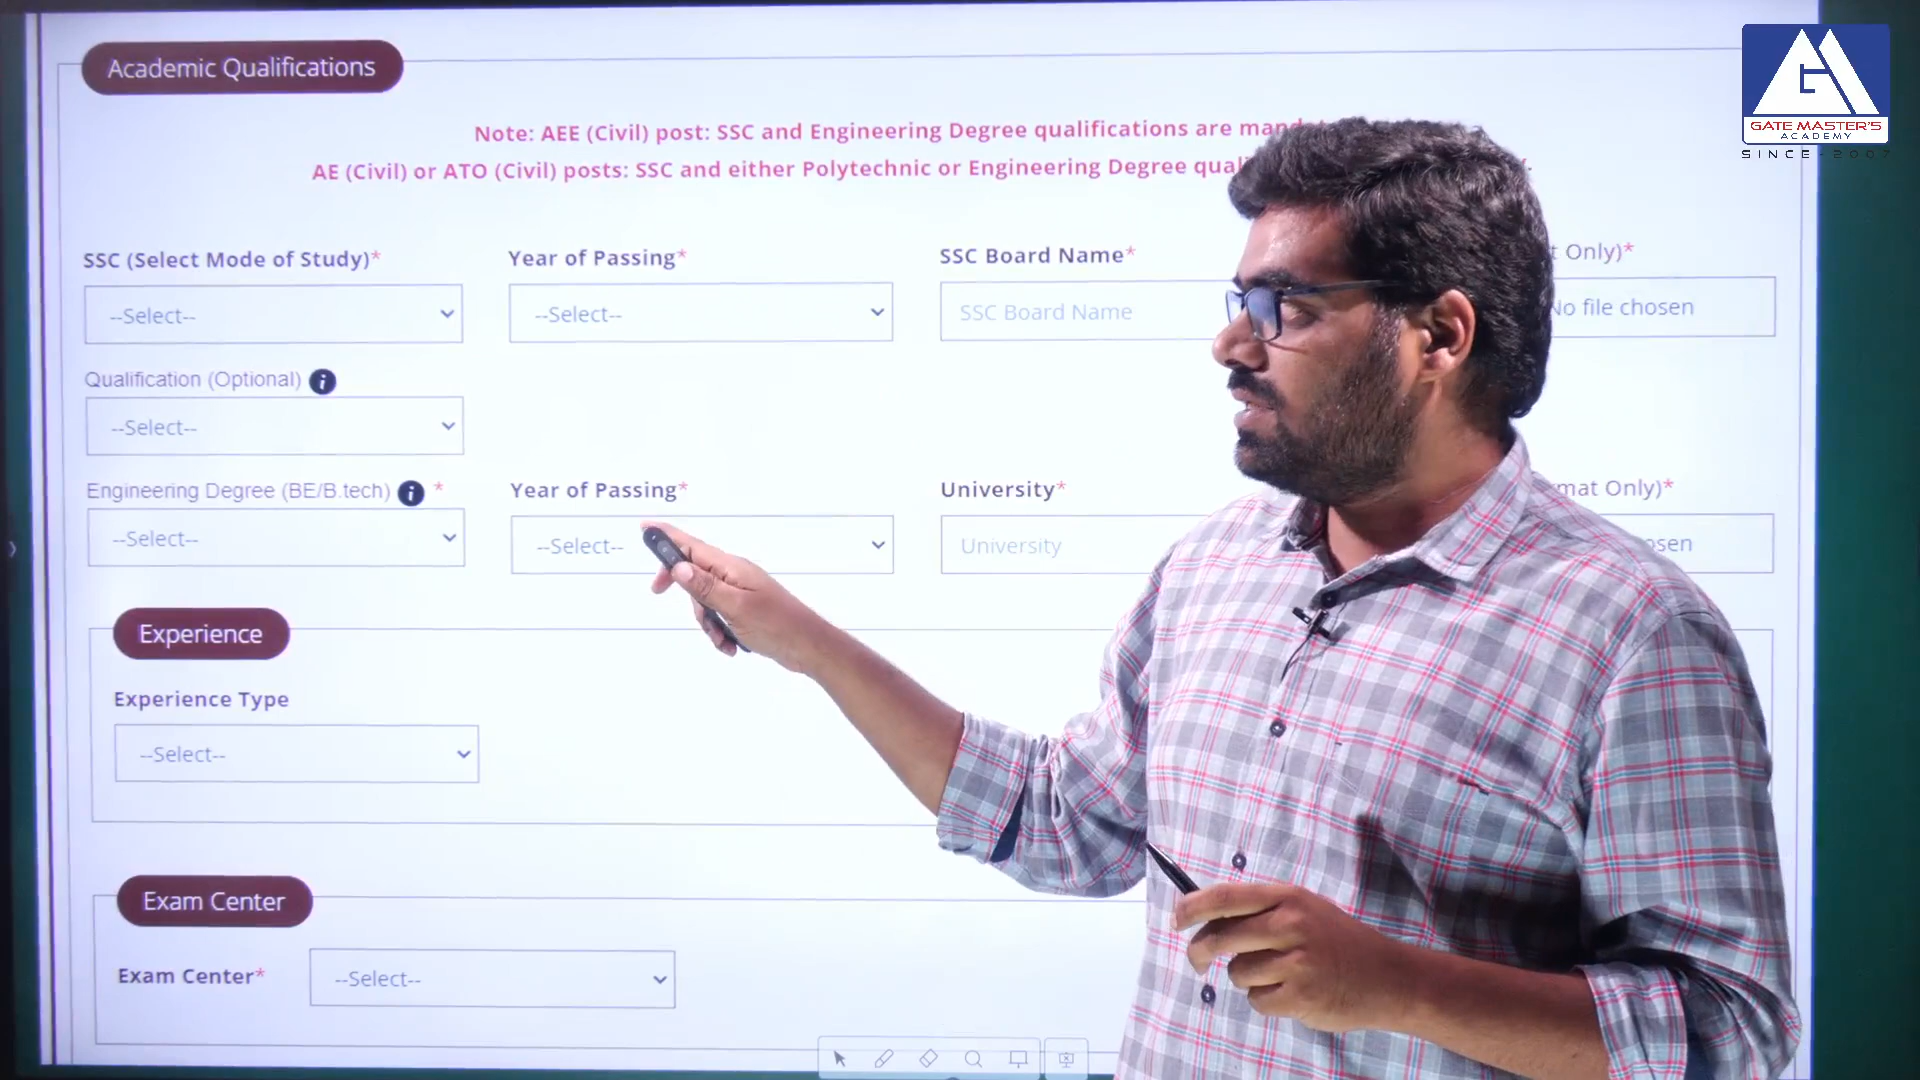 Academic Qualifications
GATE MASTER'S
ACADEMY
SINCE-2007
Note: AEE (Civil) post: SSC and Engineering Degree qualifications are
AE (Civil) or ATO (Civil) posts: SSC and either Polytechnic or Engineering Degree
SSC (Select Mode of Study)*
Year of Passing*
SSC Board Name*
Only)*
--Select--
--Select--
SSC Board Name
No file chosen
Qualification (Optional) i
--Select--
Engineering Degree (BE/B.tech) i *
Year of Passing*
University*
Only)*
--Select--
--Select--
University
Experience
Experience Type
--Select--
Exam Center
Exam Center*
--Select--